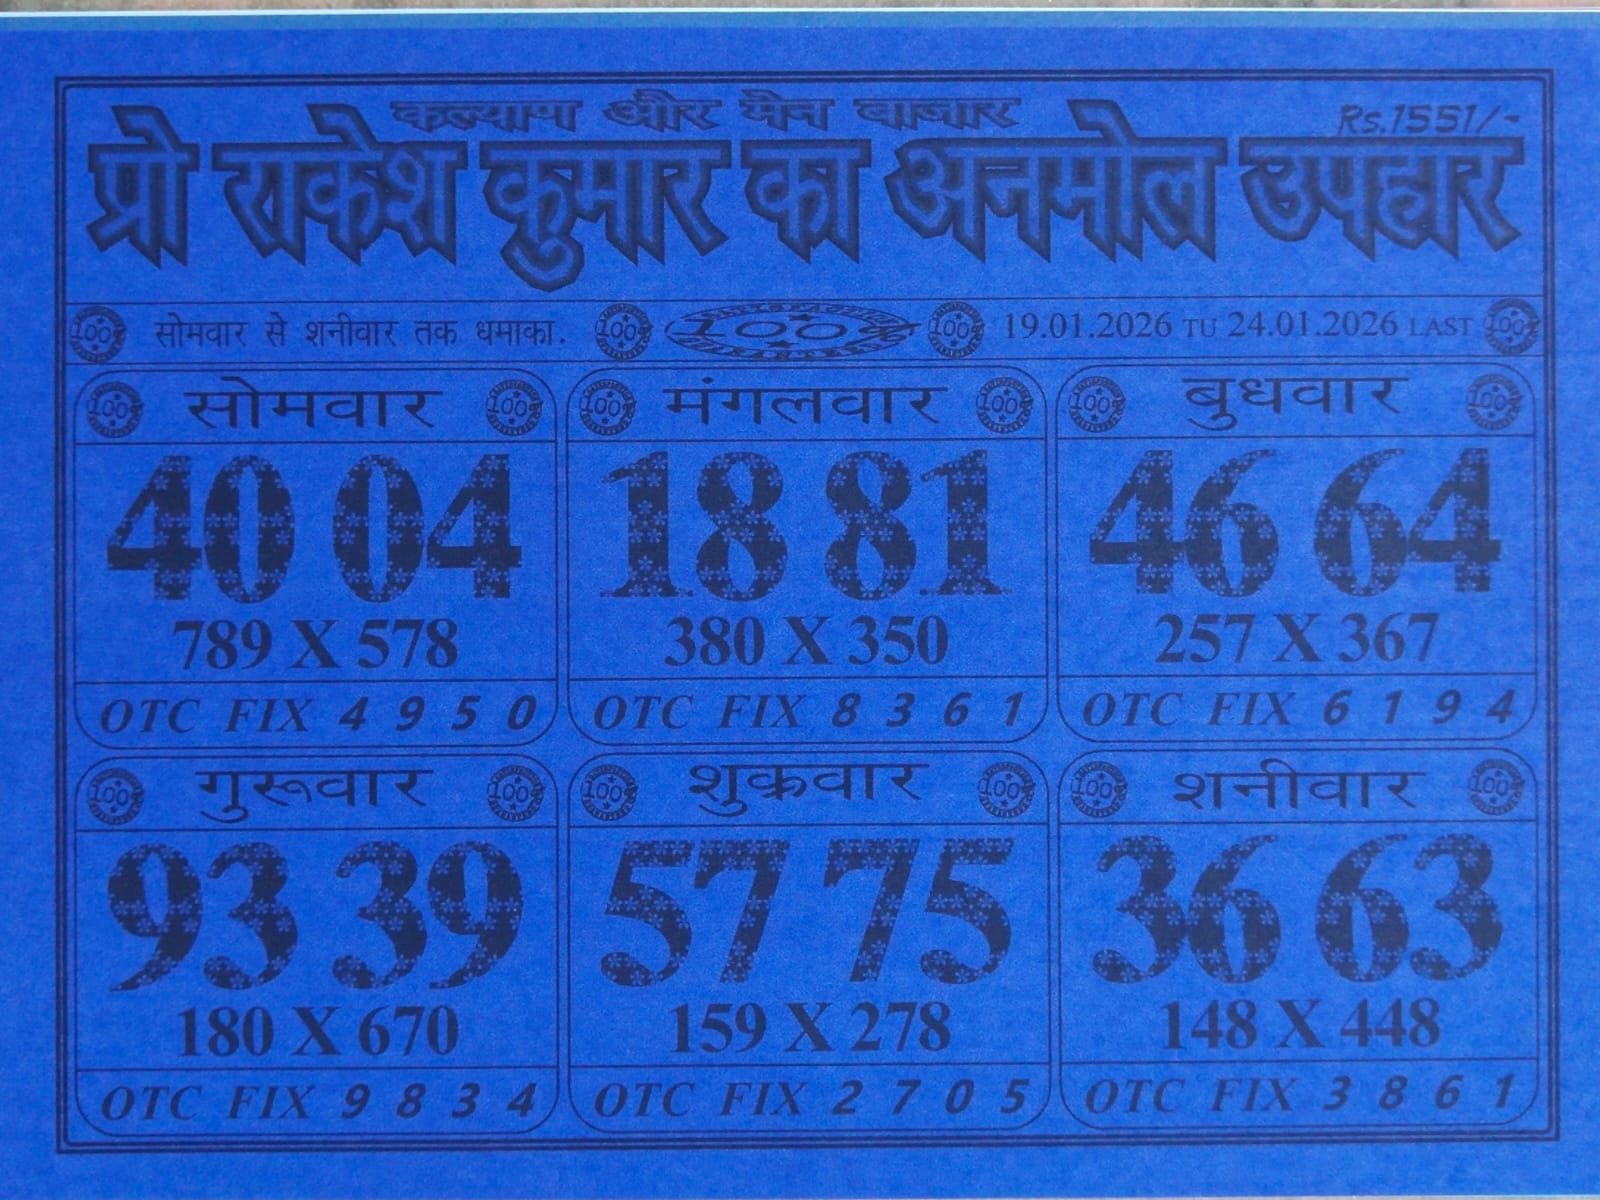 कल्याण और मेन बाजार
Rs.1551/-
प्रो राकेश कुमार का अनमोल उपहार
सोमवार से शनीवार तक धमाका. 100% 19.01.2026 TU 24.01.2026 LAST
सोमवार
40 04
789 X 578
OTC FIX 4 9 5 0
मंगलवार
18 81
380 X 350
OTC FIX 8 3 6 1
बुधवार
46 64
257 X 367
OTC FIX 6 1 9 4
गुरूवार
93 39
180 X 670
OTC FIX 9 8 3 4
शुक्रवार
57 75
159 X 278
OTC FIX 2 7 0 5
शनीवार
36 63
148 X 448
OTC FIX 3 8 6 1